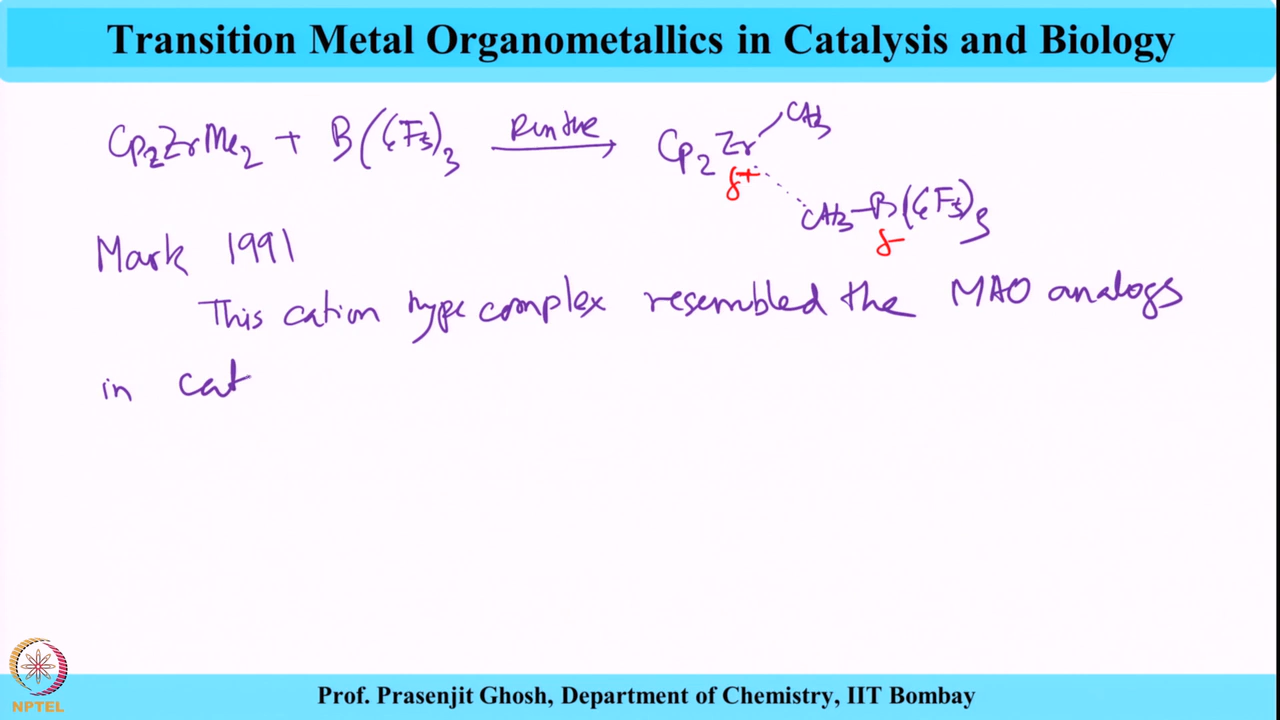 Transition Metal Organometallics in Catalysis and Biology
Cp₂ZrMe₂ + B(C₆F₅)₃ → Cp₂Zr CH₃
δ+
CH₃–B(C₆F₅)₃
δ-
Mark 1991
This cation type complex resembled the MAO analogs
in cat
NPTEL
Prof. Prasenjit Ghosh, Department of Chemistry, IIT Bombay